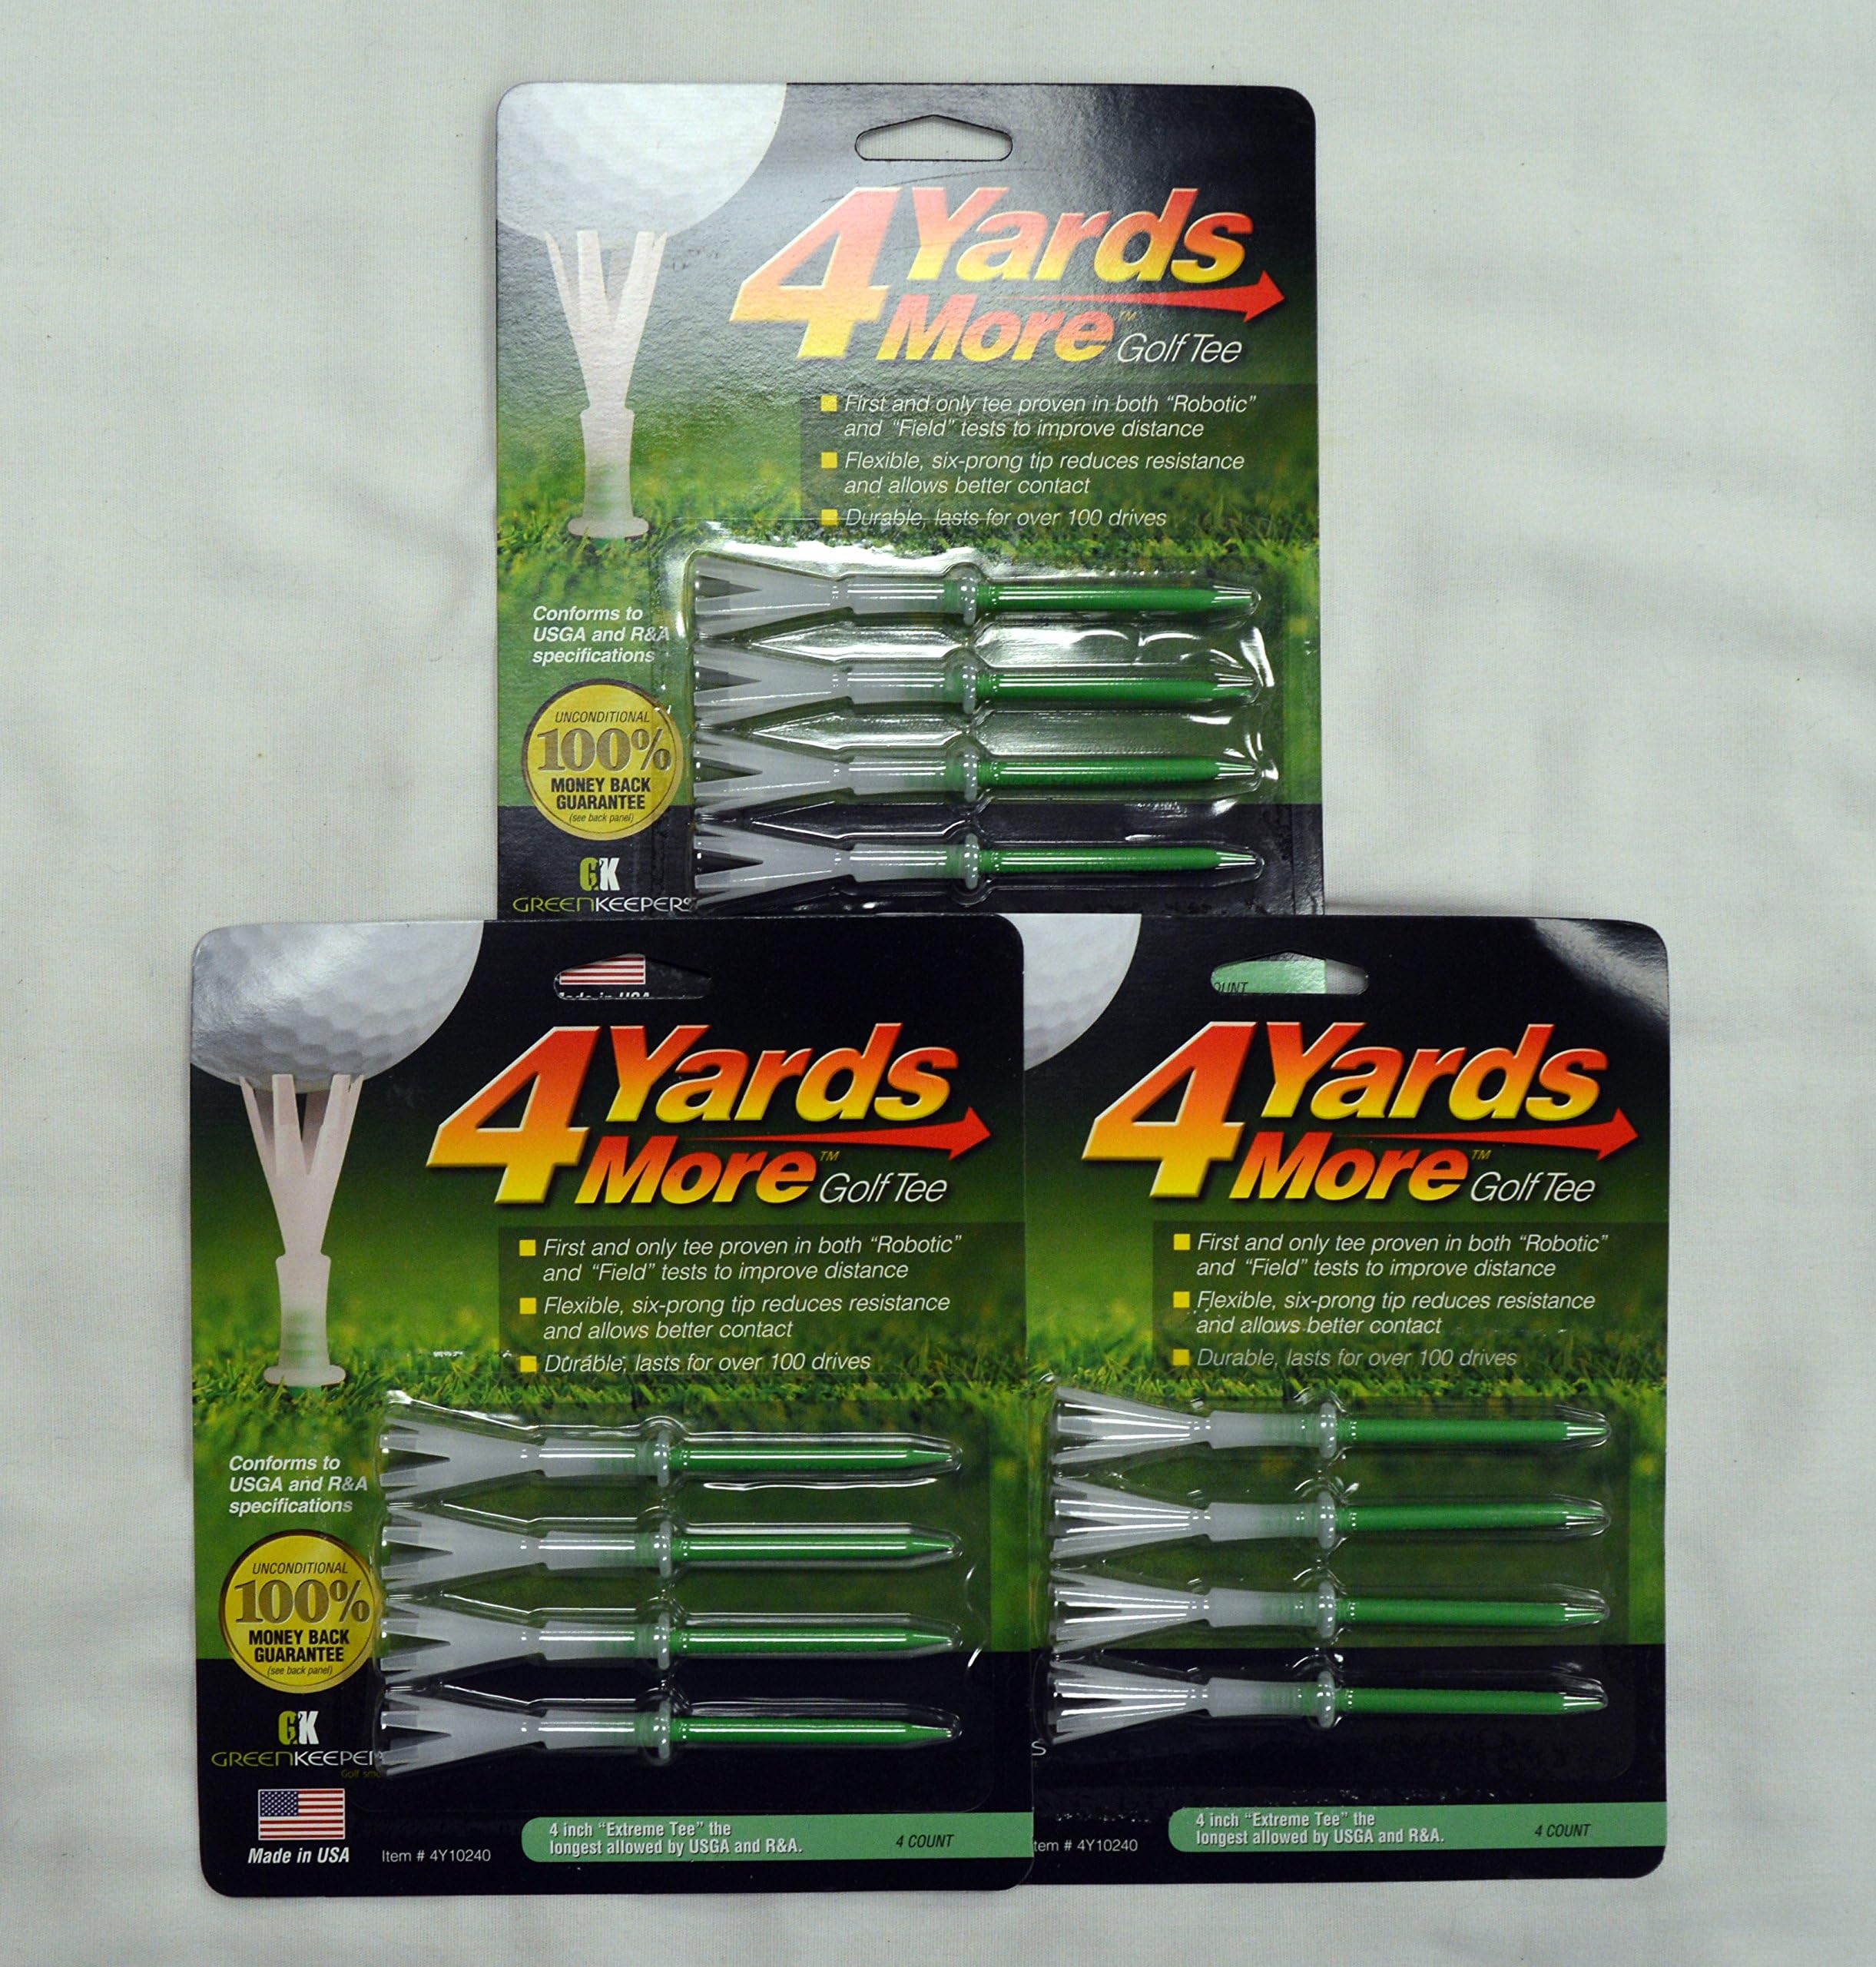 4 Yards
More™ Golf Tee
First and only tee proven in both “Robotic”
and “Field” tests to improve distance
Flexible, six-prong tip reduces resistance
and allows better contact
Durable, lasts for over 100 drives
Conforms to
USGA and R&A
specifications
UNCONDITIONAL
100%
MONEY BACK
GUARANTEE
(see back panel)
GK
GREENKEEPERS
Made in USA
4 Yards
More™ Golf Tee
First and only tee proven in both “Robotic”
and “Field” tests to improve distance
Flexible, six-prong tip reduces resistance
and allows better contact
Durable, lasts for over 100 drives
Conforms to
USGA and R&A
specifications
UNCONDITIONAL
100%
MONEY BACK
GUARANTEE
(see back panel)
GK
GREENKEEPER
Made in USA
Item # 4Y10240
4 inch “Extreme Tee” the
longest allowed by USGA and R&A.
4 COUNT
OUNT
4 Yards
More™ Golf Tee
First and only tee proven in both “Robotic”
and “Field” tests to improve distance
Flexible, six-prong tip reduces resistance
and allows better contact
Durable, lasts for over 100 drives
S
tem # 4Y10240
4 inch “Extreme Tee” the
longest allowed by USGA and R&A.
4 COUNT